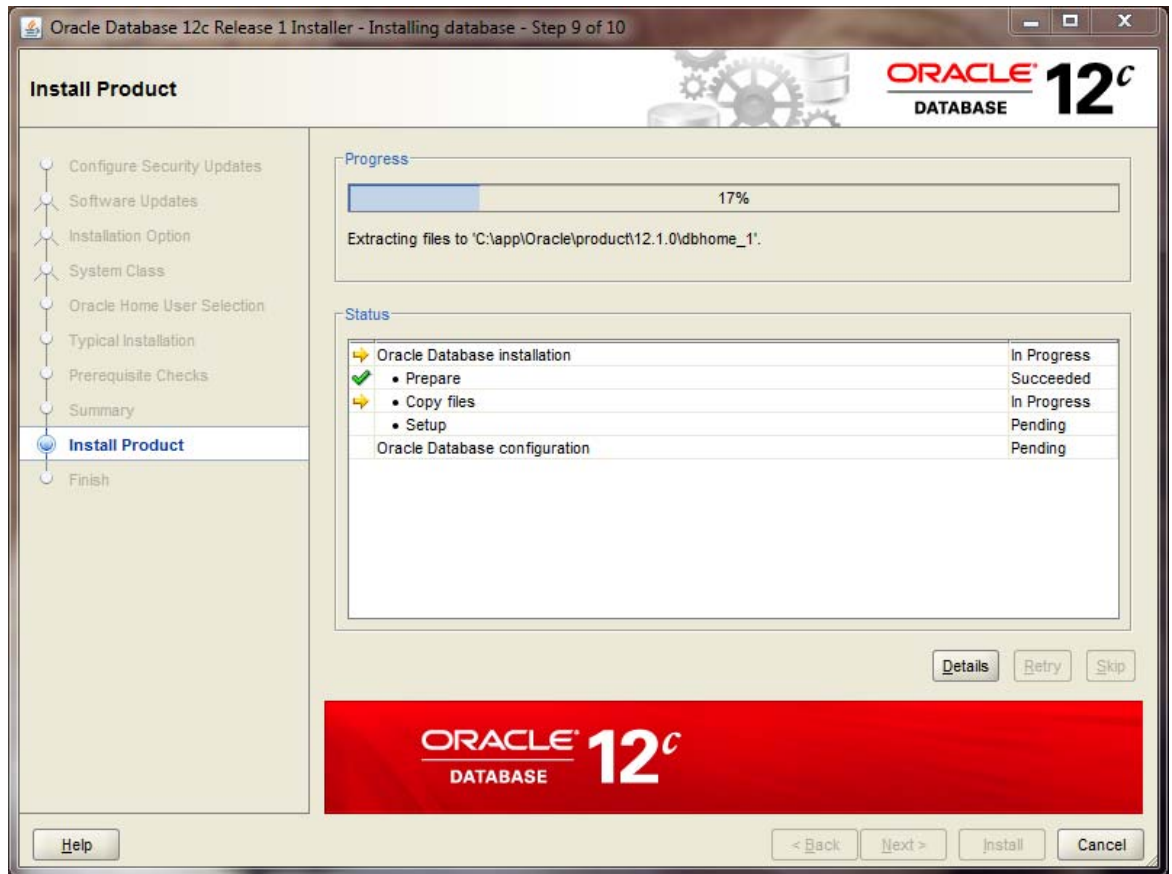 Oracle Database 12c Release 1 Installer - Installing database - Step 9 of 10
Install Product
ORACLE® 12c
DATABASE
Configure Security Updates
Software Updates
Installation Option
System Class
Oracle Home User Selection
Typical Installation
Prerequisite Checks
Summary
Install Product
Finish
Progress
17%
Extracting files to 'C:\app\Oracle\product\12.1.0\dbhome_1'.
Status
Oracle Database installation In Progress
• Prepare Succeeded
• Copy files In Progress
• Setup Pending
Oracle Database configuration Pending
Details Retry Skip
ORACLE® 12c
DATABASE
Help < Back Next > Install Cancel